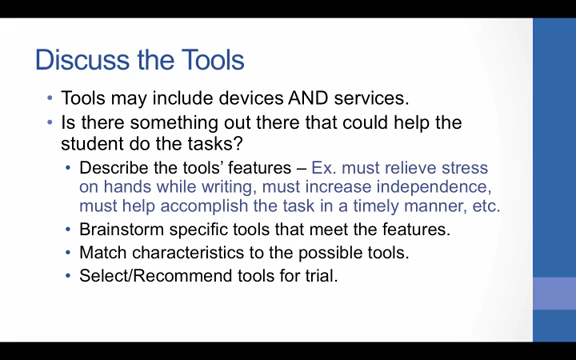 Discuss the Tools
• Tools may include devices AND services.
• Is there something out there that could help the
student do the tasks?
• Describe the tools' features – Ex. must relieve stress
on hands while writing, must increase independence,
must help accomplish the task in a timely manner, etc.
• Brainstorm specific tools that meet the features.
• Match characteristics to the possible tools.
• Select/Recommend tools for trial.